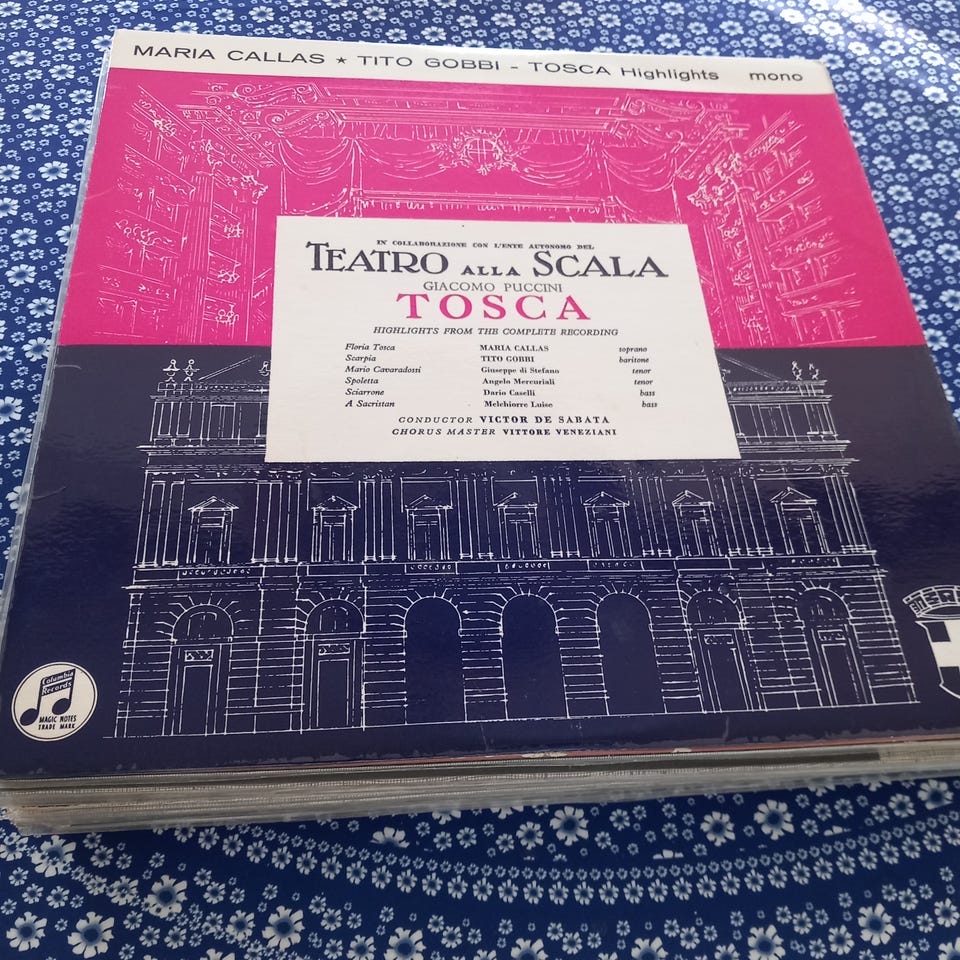 MARIA CALLAS ★ TITO GOBBI - TOSCA Highlights mono
IN COLLABORAZIONE CON L'ENTE AUTONOMO DEL
TEATRO ALLA SCALA
GIACOMO PUCCINI
TOSCA
HIGHLIGHTS FROM THE COMPLETE RECORDING
Floria Tosca MARIA CALLAS soprano
Scarpia TITO GOBBI baritone
Mario Cavaradossi Giuseppe di Stefano tenor
Spoletta Angelo Mercuriali tenor
Sciarrone Dario Caselli bass
A Sacristan Melchiorre Luise bass
CONDUCTOR VICTOR DE SABATA
CHORUS MASTER VITTORE VENEZIANI
Columbia
Records
MAGIC NOTES
TRADE MARK